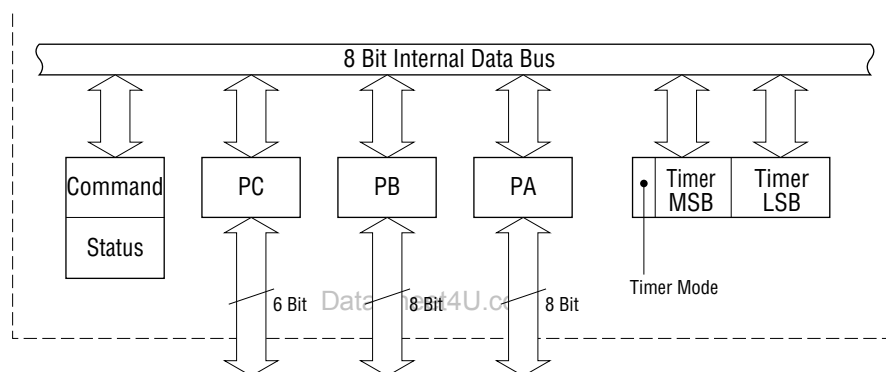 8 Bit Internal Data Bus
Command
Status
PC
PB
PA
Timer
MSB
Timer
LSB
Timer Mode
6 Bit
8 Bit
8 Bit